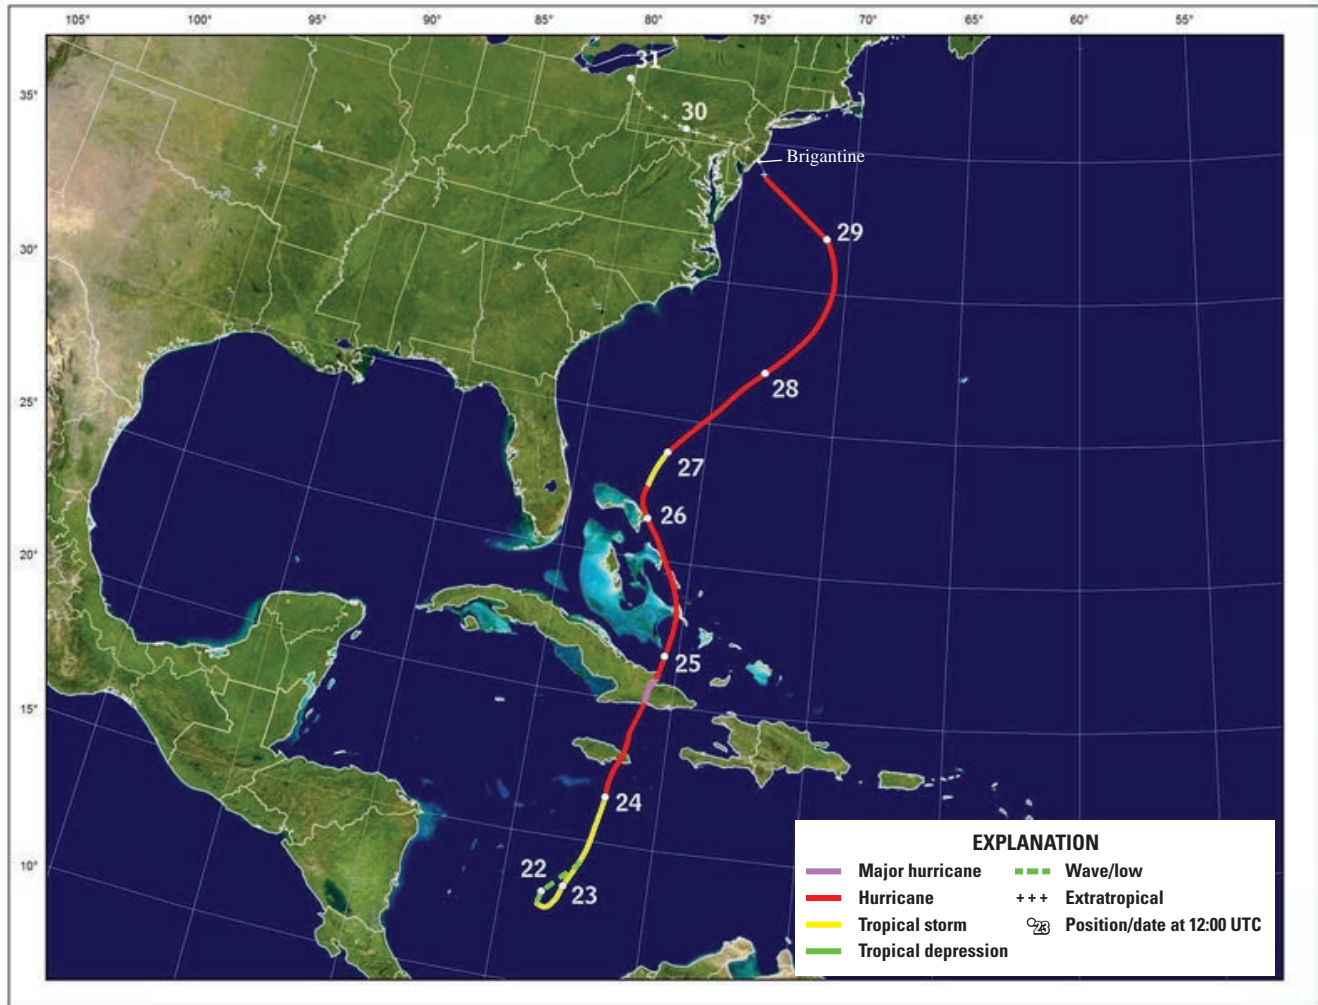 105° 100° 95° 90° 85° 80° 75° 70° 65° 60° 55°
31
35°
30
Brigantine
29
30°
28
25°
27
26
20°
25
15°
24
10°
22
23
EXPLANATION
Major hurricane
Hurricane
Tropical storm
Tropical depression
Wave/low
+++ Extratropical
23 Position/date at 12:00 UTC